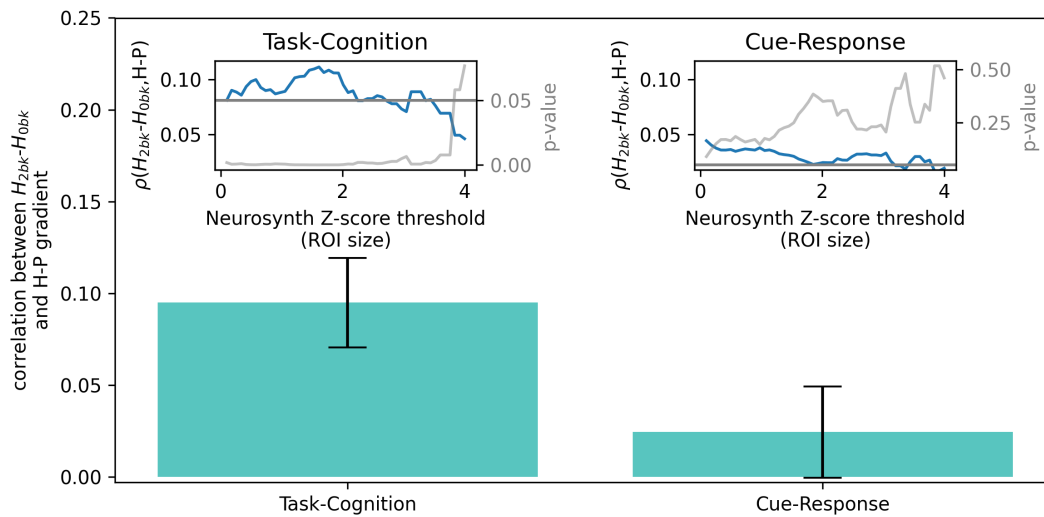 0.25
0.20
0.15
0.10
0.05
0.00
correlation between H2bk-H0bk
and H-P gradient
Task-Cognition
0.10
0.05
ρ(H2bk-H0bk,H-P)
0.05
0.00
p-value
0
2
4
Neurosynth Z-score threshold
(ROI size)
Cue-Response
0.10
0.05
ρ(H2bk-H0bk,H-P)
0.50
0.25
p-value
0
2
4
Neurosynth Z-score threshold
(ROI size)
Task-Cognition
Cue-Response